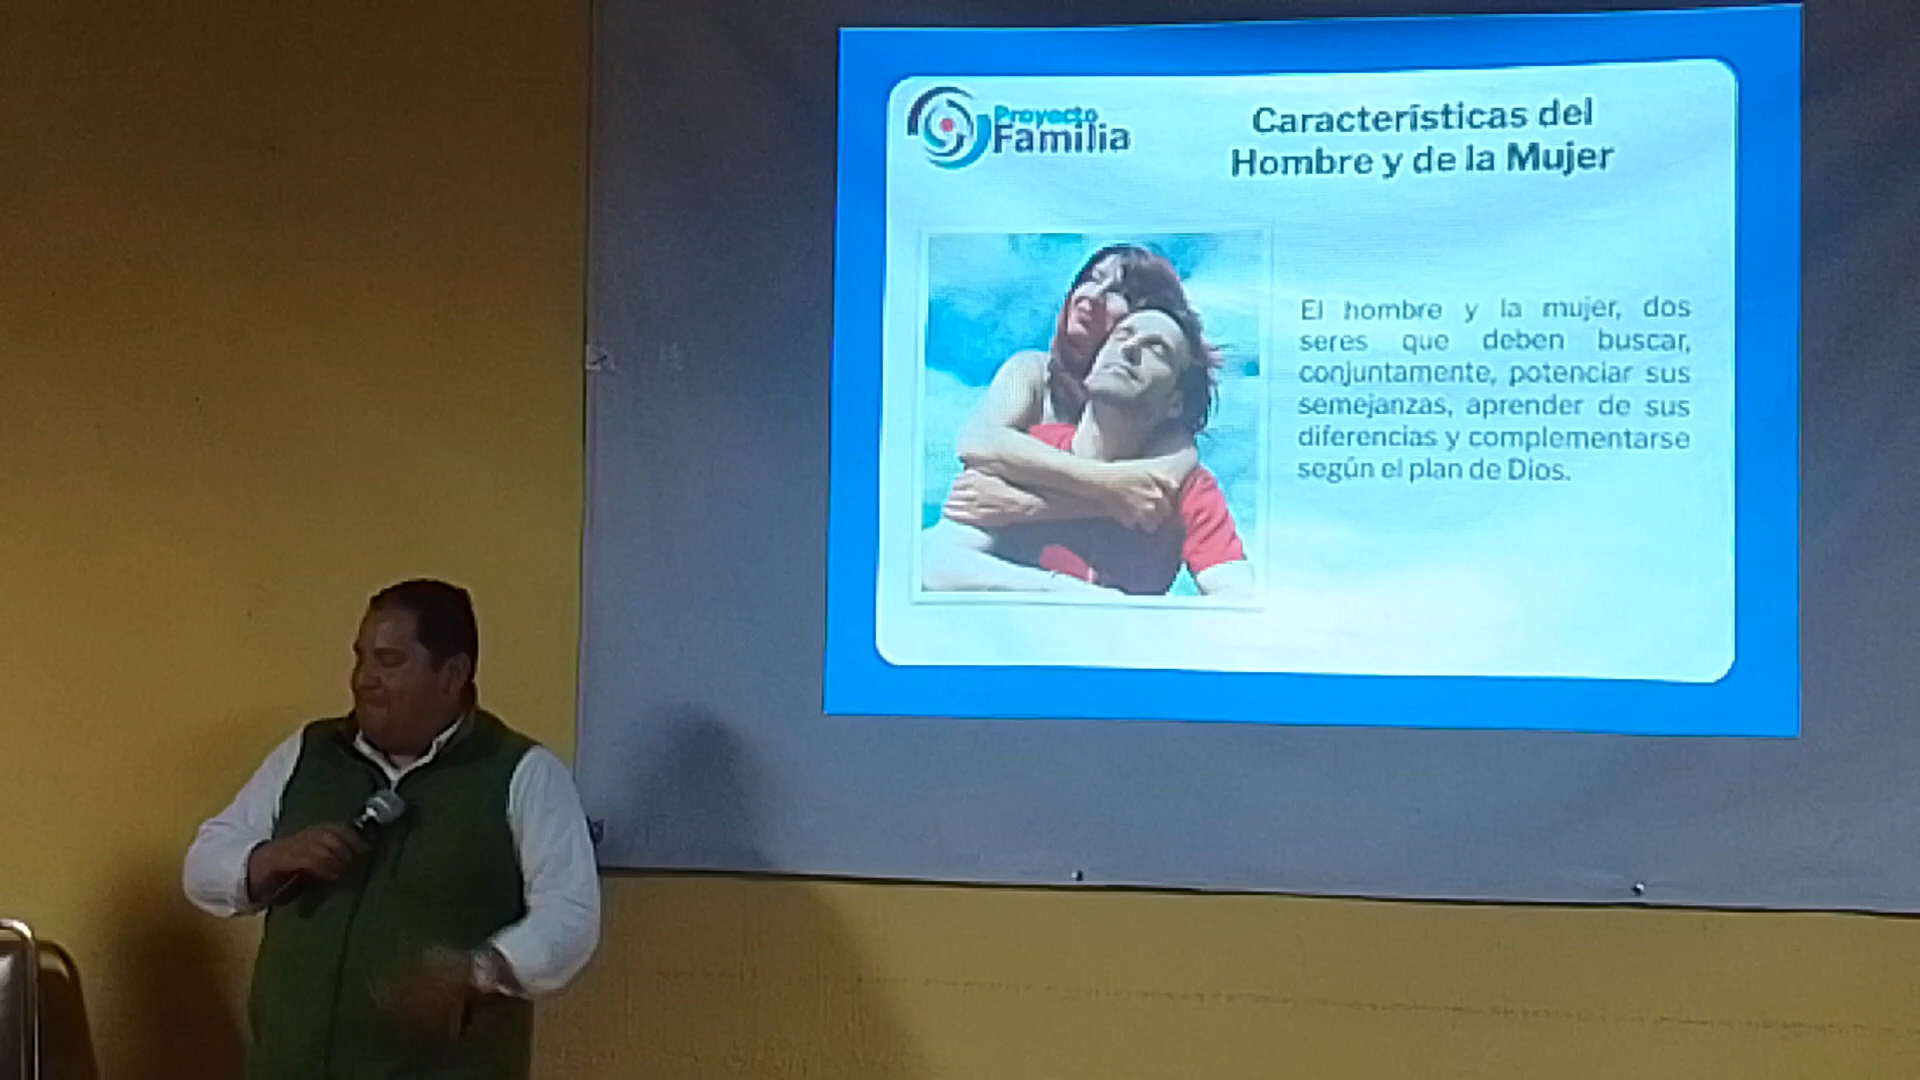 Proyecto
Familia
Características del
Hombre y de la Mujer
El hombre y la mujer, dos
seres que deben buscar,
conjuntamente, potenciar sus
semejanzas, aprender de sus
diferencias y complementarse
según el plan de Dios.